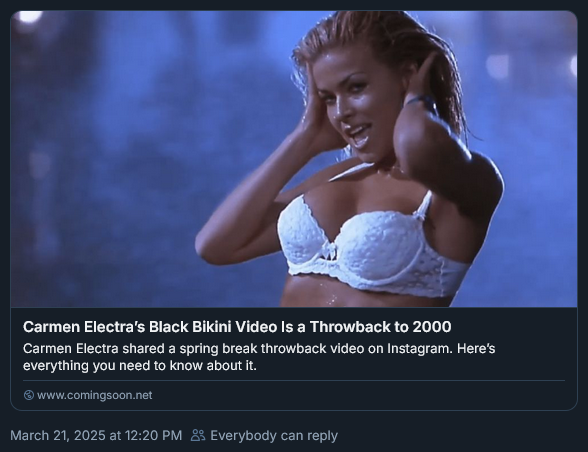 Carmen Electra's Black Bikini Video Is a Throwback to 2000
Carmen Electra shared a spring break throwback video on Instagram. Here's
everything you need to know about it.
www.comingsoon.net
March 21, 2025 at 12:20 PM Everybody can reply